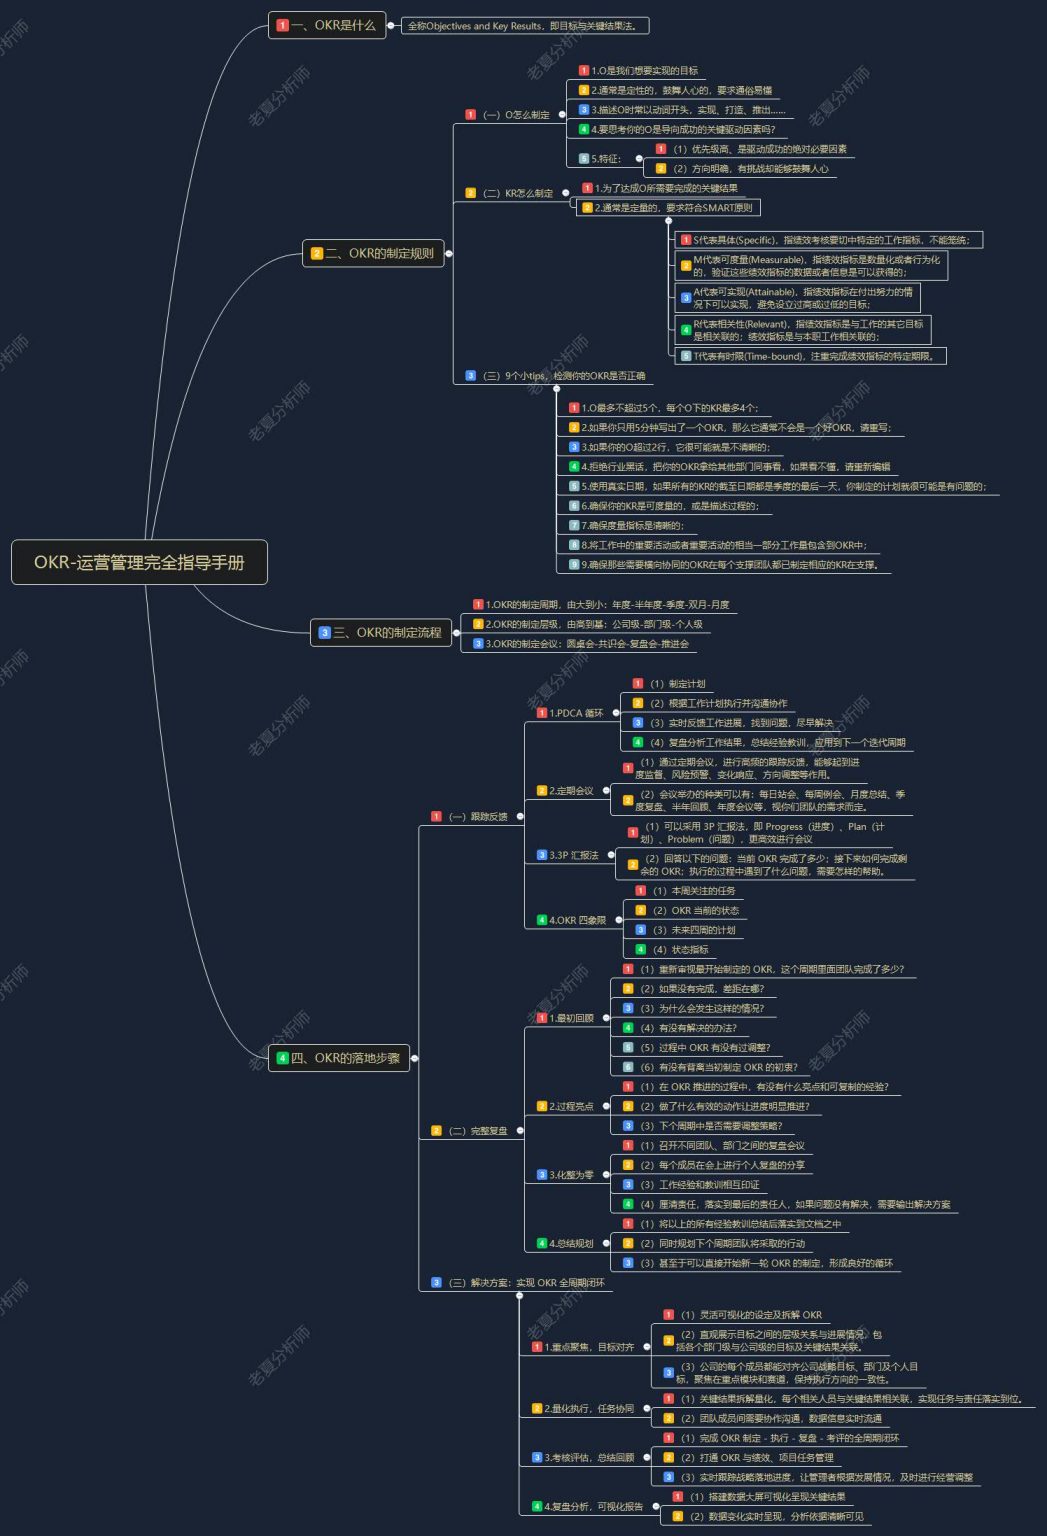 OKR-运营管理完全指导手册
1 一、OKR是什么
全称Objectives and Key Results，即目标与关键结果法。
2 二、OKR的制定规则
1 （一）O怎么制定
1 1.O是我们想要实现的目标
2 2.通常是定性的，鼓舞人心的，要求通俗易懂
3 3.描述O时常以动词开头，实现、打造、推出......
4 4.要思考你的O是导向成功的关键驱动因素吗?
5 5.特征：
1 （1）优先级高、是驱动成功的绝对必要因素
2 （2）方向明确，有挑战却能够鼓舞人心
2 （二）KR怎么制定
1 1.为了达成O所需要完成的关键结果
2 2.通常是定量的，要求符合SMART原则
1 S代表具体(Specific)，指绩效考核要切中特定的工作指标，不能笼统；
2 M代表可度量(Measurable)，指绩效指标是数量化或者行为化
的，验证这些绩效指标的数据或者信息是可以获得的；
3 A代表可实现(Attainable)，指绩效指标在付出努力的情
况下可以实现，避免设立过高或过低的目标；
4 R代表相关性(Relevant)，指绩效指标是与工作的其它目标
是相关联的；绩效指标是与本职工作相关联的；
5 T代表有时限(Time-bound)，注重完成绩效指标的特定期限。
3 （三）9个小tips，检测你的OKR是否正确
1 1.O最多不超过5个，每个O下的KR最多4个；
2 2.如果你只用5分钟写出了一个OKR，那么它通常不会是一个好OKR，请重写；
3 3.如果你的O超过2行，它很可能就是不清晰的；
4 4.拒绝行业黑话，把你的OKR拿给其他部门同事看，如果看不懂，请重新编辑
5 5.使用真实日期，如果所有的KR的截至日期都是季度的最后一天，你制定的计划就很可能是有问题的；
6 6.确保你的KR是可度量的，或是描述过程的；
7 7.确保度量指标是清晰的；
8 8.将工作中的重要活动或者重要活动的相当一部分工作量包含到OKR中；
9 9.确保那些需要横向协同的OKR在每个支撑团队都已制定相应的KR在支撑。
3 三、OKR的制定流程
1 1.OKR的制定周期，由大到小：年度-半年度-季度-双月-月度
2 2.OKR的制定层级，由高到基：公司级-部门级-个人级
3 3.OKR的制定会议：圆桌会-共识会-复盘会-推进会
4 四、OKR的落地步骤
1 （一）跟踪反馈
1 1.PDCA 循环
1 （1）制定计划
2 （2）根据工作计划执行并沟通协作
3 （3）实时反馈工作进展，找到问题，尽早解决
4 （4）复盘分析工作结果，总结经验教训，应用到下一个迭代周期
2 2.定期会议
1 （1）通过定期会议，进行高频的跟踪反馈，能够起到进
度监督、风险预警、变化响应、方向调整等作用。
2 （2）会议举办的种类可以有：每日站会、每周例会、月度总结、季
度复盘、半年回顾、年度会议等，视你们团队的需求而定。
3 3.3P 汇报法
1 （1）可以采用 3P 汇报法，即 Progress（进度）、Plan（计
划）、Problem（问题），更高效进行会议
2 （2）回答以下的问题：当前 OKR 完成了多少；接下来如何完成剩
余的 OKR；执行的过程中遇到了什么问题，需要怎样的帮助。
4 4.OKR 四象限
1 （1）本周关注的任务
2 （2）OKR 当前的状态
3 （3）未来四周的计划
4 （4）状态指标
2 （二）完整复盘
1 1.最初回顾
1 （1）重新审视最开始制定的 OKR，这个周期里面团队完成了多少?
2 （2）如果没有完成，差距在哪?
3 （3）为什么会发生这样的情况?
4 （4）有没有解决的办法?
5 （5）过程中 OKR 有没有过调整?
6 （6）有没有背离当初制定 OKR 的初衷?
2 2.过程亮点
1 （1）在 OKR 推进的过程中，有没有什么亮点和可复制的经验?
2 （2）做了什么有效的动作让进度明显推进?
3 （3）下个周期中是否需要调整策略?
3 3.化整为零
1 （1）召开不同团队、部门之间的复盘会议
2 （2）每个成员在会上进行个人复盘的分享
3 （3）工作经验和教训相互印证
4 （4）厘清责任，落实到最后的责任人，如果问题没有解决，需要输出解决方案
4 4.总结规划
1 （1）将以上的所有经验教训总结后落实到文档之中
2 （2）同时规划下个周期团队将采取的行动
3 （3）甚至于可以直接开始新一轮 OKR 的制定，形成良好的循环
3 （三）解决方案：实现 OKR 全周期闭环
1 1.重点聚焦，目标对齐
1 （1）灵活可视化的设定及拆解 OKR
2 （2）直观展示目标之间的层级关系与进展情况，包
括各个部门级与公司级的目标及关键结果关联。
3 （3）公司的每个成员都能对齐公司战略目标、部门及个人目
标，聚焦在重点模块和赛道，保持执行方向的一致性。
2 2.量化执行，任务协同
1 （1）关键结果拆解量化，每个相关人员与关键结果相关联，实现任务与责任落实到位。
2 （2）团队成员间需要协作沟通，数据信息实时流通
3 3.考核评估，总结回顾
1 （1）完成 OKR 制定 - 执行 - 复盘 - 考评的全周期闭环
2 （2）打通 OKR 与绩效、项目任务管理
3 （3）实时跟踪战略落地进度，让管理者根据发展情况，及时进行经营调整
4 4.复盘分析，可视化报告
1 （1）搭建数据大屏可视化呈现关键结果
2 （2）数据变化实时呈现，分析依据清晰可见
老夏分析师